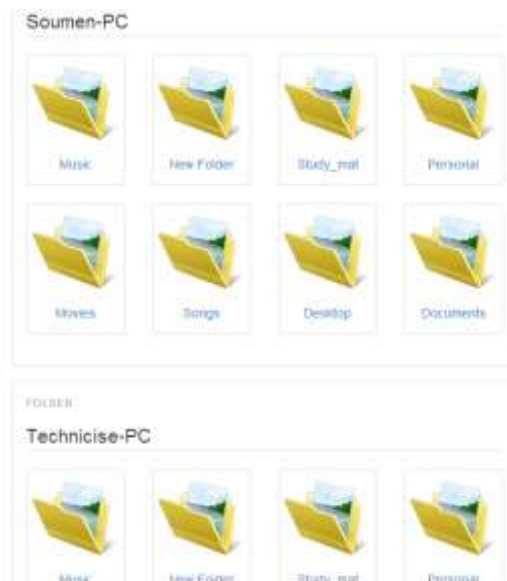 Soumen-PC
Music New Folder Study_mat Personal
Movies Songs Desktop Documents
FOLDER
Technicise-PC
Music New Folder Study_mat Personal